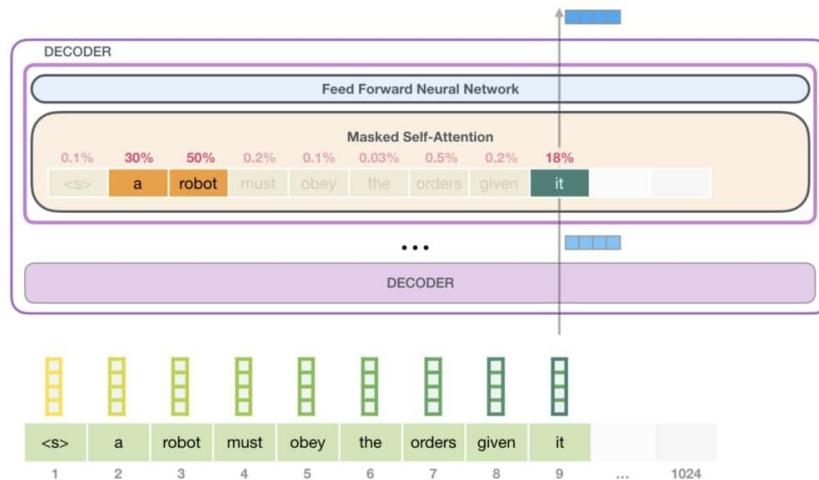 DECODER
Feed Forward Neural Network
Masked Self-Attention
0.1% 30% 50% 0.2% 0.1% 0.03% 0.5% 0.2% 18%
<s> a robot must obey the orders given it
...
DECODER
<s> a robot must obey the orders given it
1 2 3 4 5 6 7 8 9 ... 1024